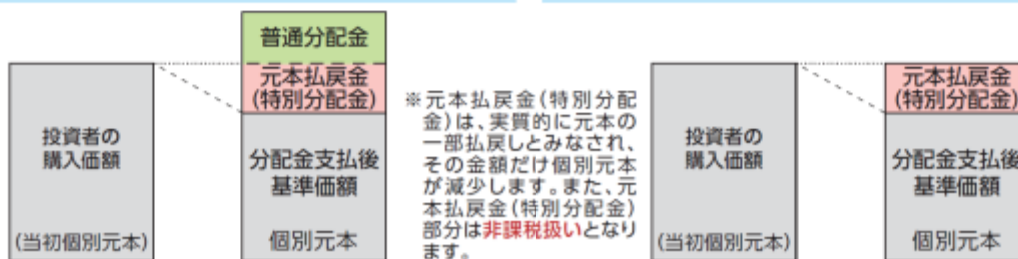 投資者の
購入価額
(当初個別元本)
普通分配金
元本払戻金
(特別分配金)
分配金支払後
基準価額
個別元本
※元本払戻金(特別分配
金)は、実質的に元本の
一部払戻しとみなされ、
その金額だけ個別元本
が減少します。また、元
本払戻金(特別分配金)
部分は非課税扱いとなり
ます。
投資者の
購入価額
(当初個別元本)
元本払戻金
(特別分配金)
分配金支払後
基準価額
個別元本